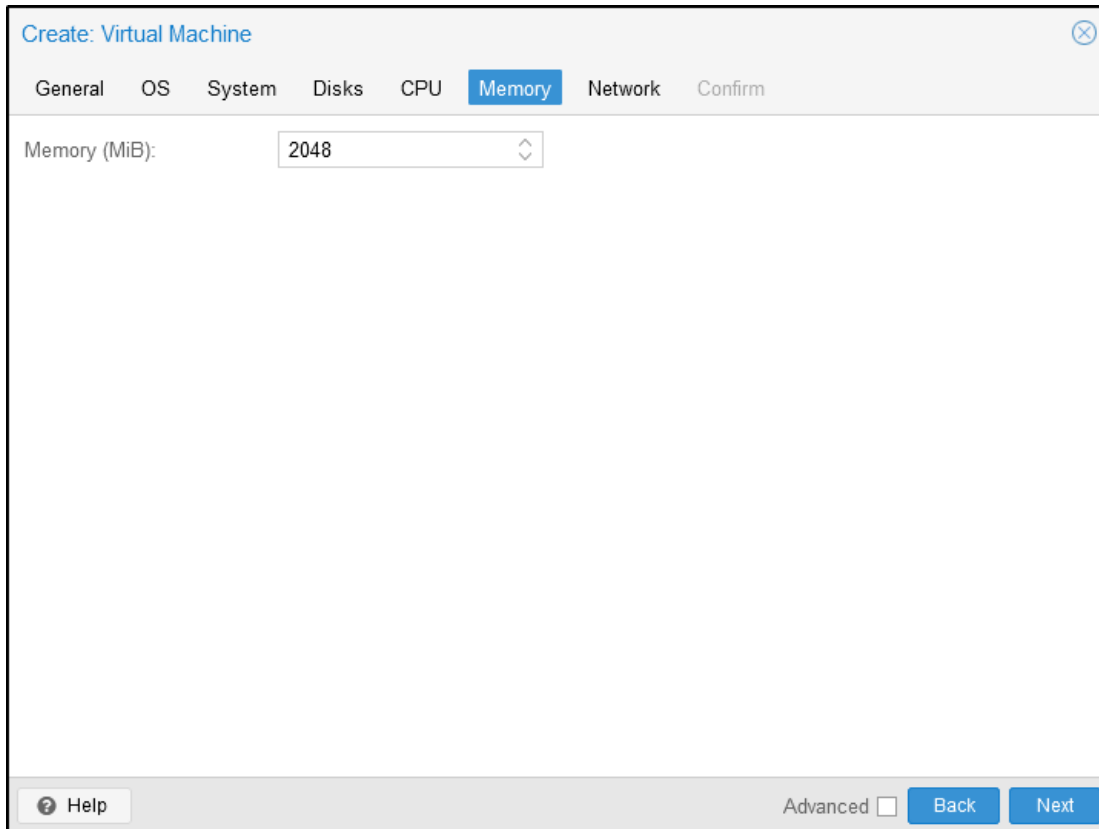 Create: Virtual Machine
General OS System Disks CPU Memory Network Confirm
Memory (MiB): 2048
Help Advanced Back Next